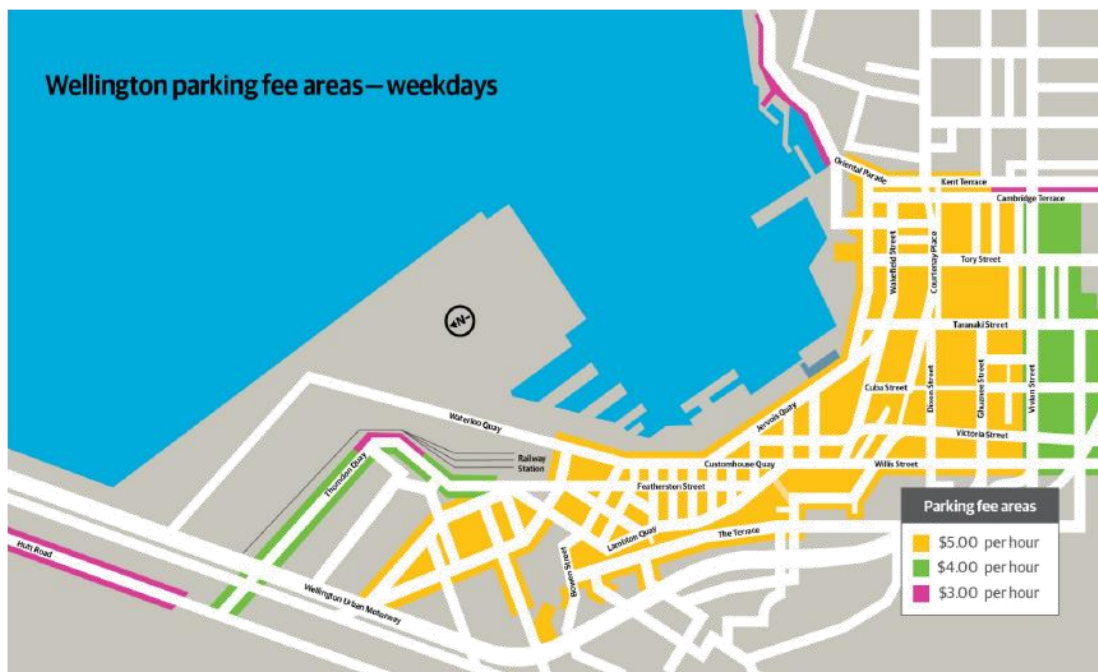 Wellington parking fee areas – weekdays
Oriental Parade
Kent Terrace
Cambridge Terrace
Wakefield Street
Courtenay Place
Tory Street
N
Taranaki Street
Cuba Street
Dixon Street
Ghuznee Street
Vivian Street
Waterloo Quay
Jervois Quay
Victoria Street
Railway
Station
Customhouse Quay
Willis Street
Thorndon Quay
Featherston Street
Parking fee areas
$5.00 per hour
$4.00 per hour
$3.00 per hour
Lambton Quay
The Terrace
Hutt Road
Bowen Street
Wellington Urban Motorway